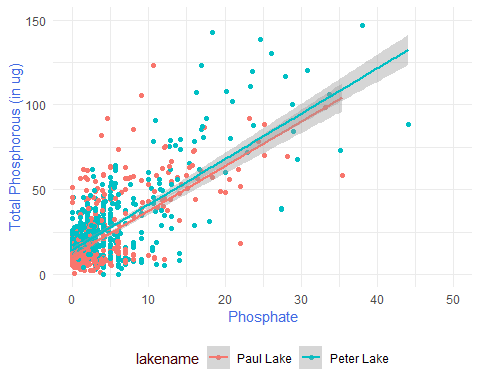 150
100
50
0
Total Phosphorous (in ug)
0 10 20 30 40 50
Phosphate
lakename Paul Lake Peter Lake